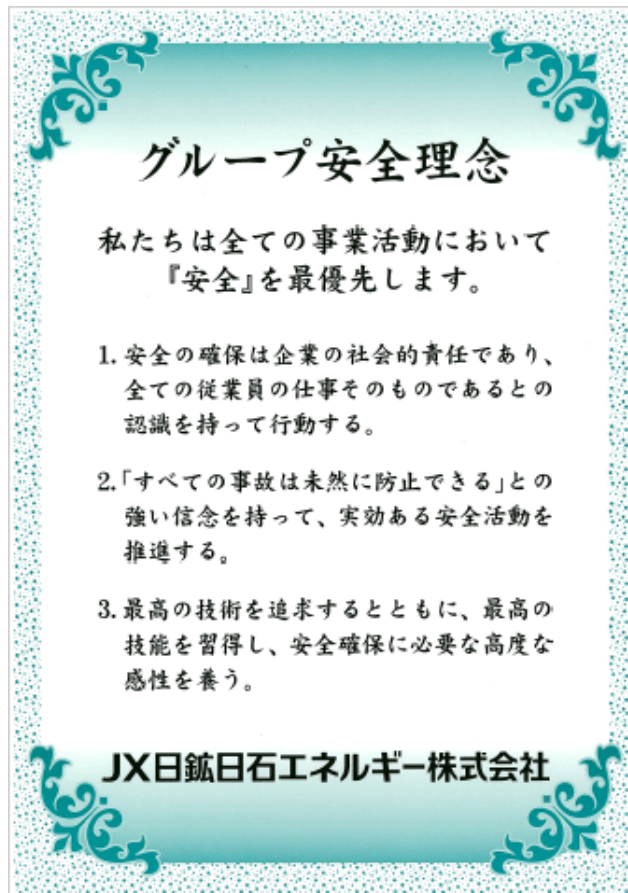 グループ安全理念
私たちは全ての事業活動において
『安全』を最優先します。
1. 安全の確保は企業の社会的責任であり、
全ての従業員の仕事そのものであるとの
認識を持って行動する。
2.「すべての事故は未然に防止できる」との
強い信念を持って、実効ある安全活動を
推進する。
3. 最高の技術を追求するとともに、最高の
技能を習得し、安全確保に必要な高度な
感性を養う。
JX日鉱日石エネルギー株式会社